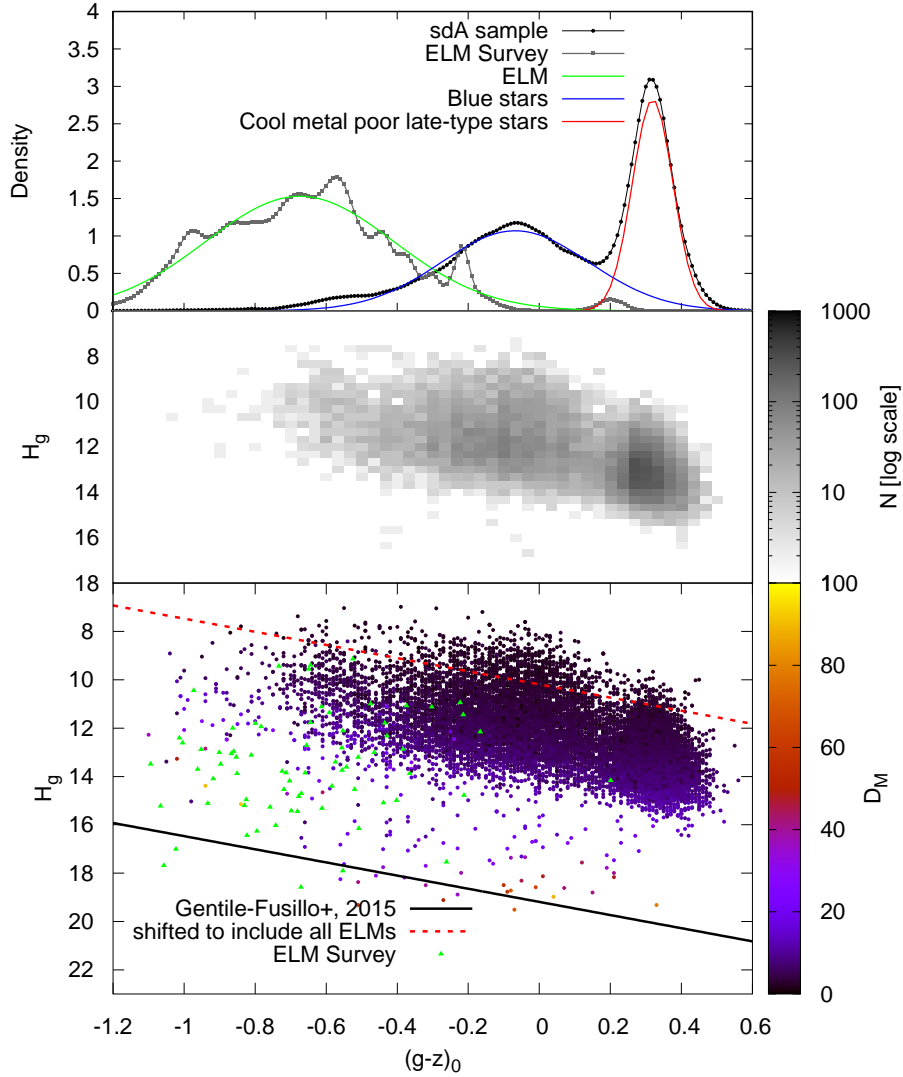 4
3.5
3
2.5
2
1.5
1
0.5
0
Density
sdA sample
ELM Survey
ELM
Blue stars
Cool metal poor late-type stars
8
10
12
14
16
18
H_g
1000
100
10
1
N [log scale]
8
10
12
14
16
18
20
22
H_g
Gentile-Fusillo+, 2015
shifted to include all ELMs
ELM Survey
100
80
60
40
20
0
D_M
-1.2 -1 -0.8 -0.6 -0.4 -0.2 0 0.2 0.4 0.6
(g-z)_0